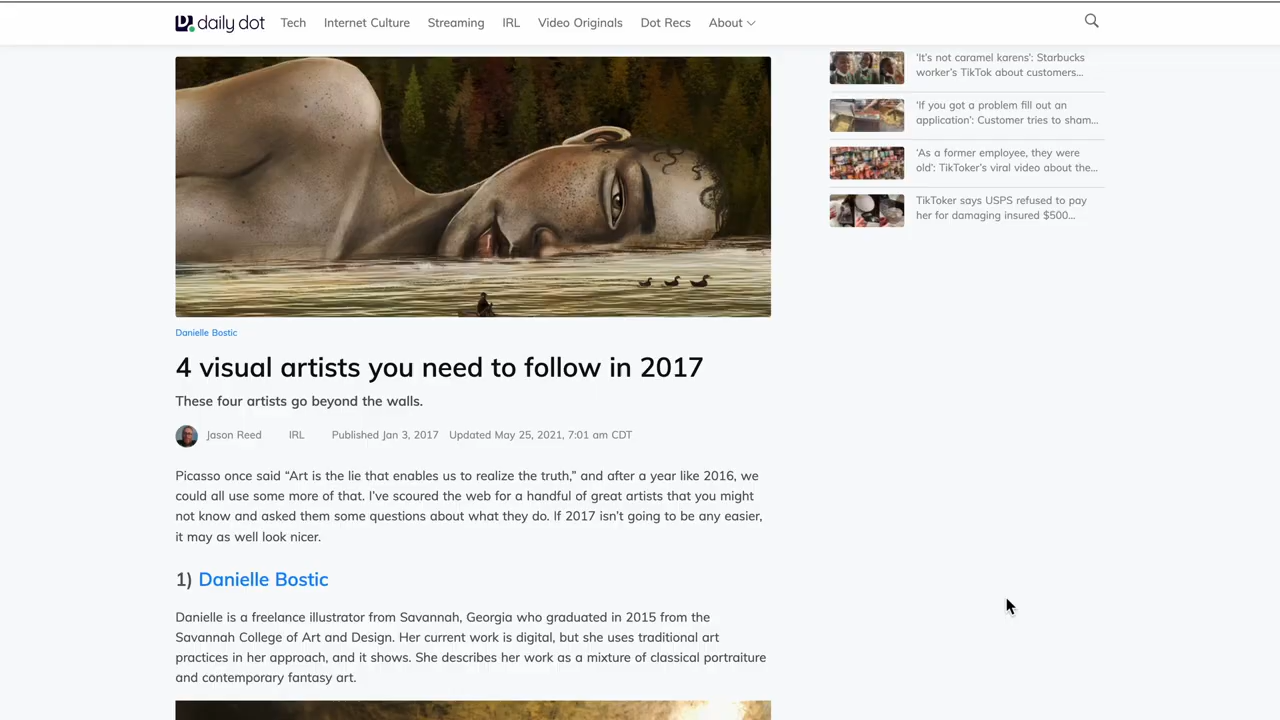 daily dot Tech Internet Culture Streaming IRL Video Originals Dot Recs About
'It's not caramel karens': Starbucks
worker's TikTok about customers...
'If you got a problem fill out an
application': Customer tries to sham...
'As a former employee, they were
old': TikToker's viral video about the...
TikToker says USPS refused to pay
her for damaging insured $500...
Danielle Bostic
4 visual artists you need to follow in 2017
These four artists go beyond the walls.
Jason Reed IRL Published Jan 3, 2017 Updated May 25, 2021, 7:01 am CDT
Picasso once said “Art is the lie that enables us to realize the truth,” and after a year like 2016, we
could all use some more of that. I’ve scoured the web for a handful of great artists that you might
not know and asked them some questions about what they do. If 2017 isn’t going to be any easier,
it may as well look nicer.
1) Danielle Bostic
Danielle is a freelance illustrator from Savannah, Georgia who graduated in 2015 from the
Savannah College of Art and Design. Her current work is digital, but she uses traditional art
practices in her approach, and it shows. She describes her work as a mixture of classical portraiture
and contemporary fantasy art.